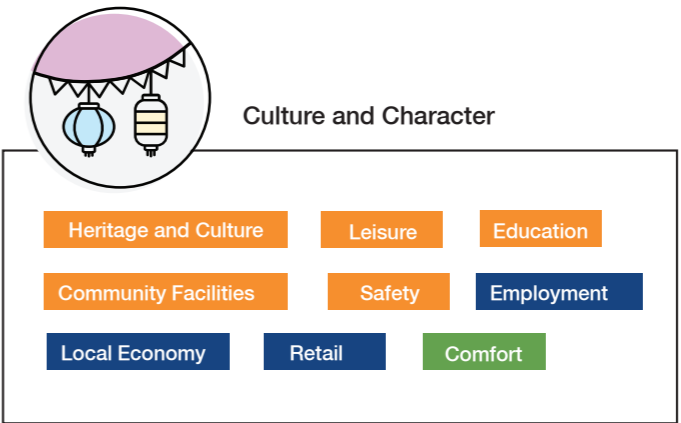 Culture and Character
Heritage and Culture
Leisure
Education
Community Facilities
Safety
Employment
Local Economy
Retail
Comfort